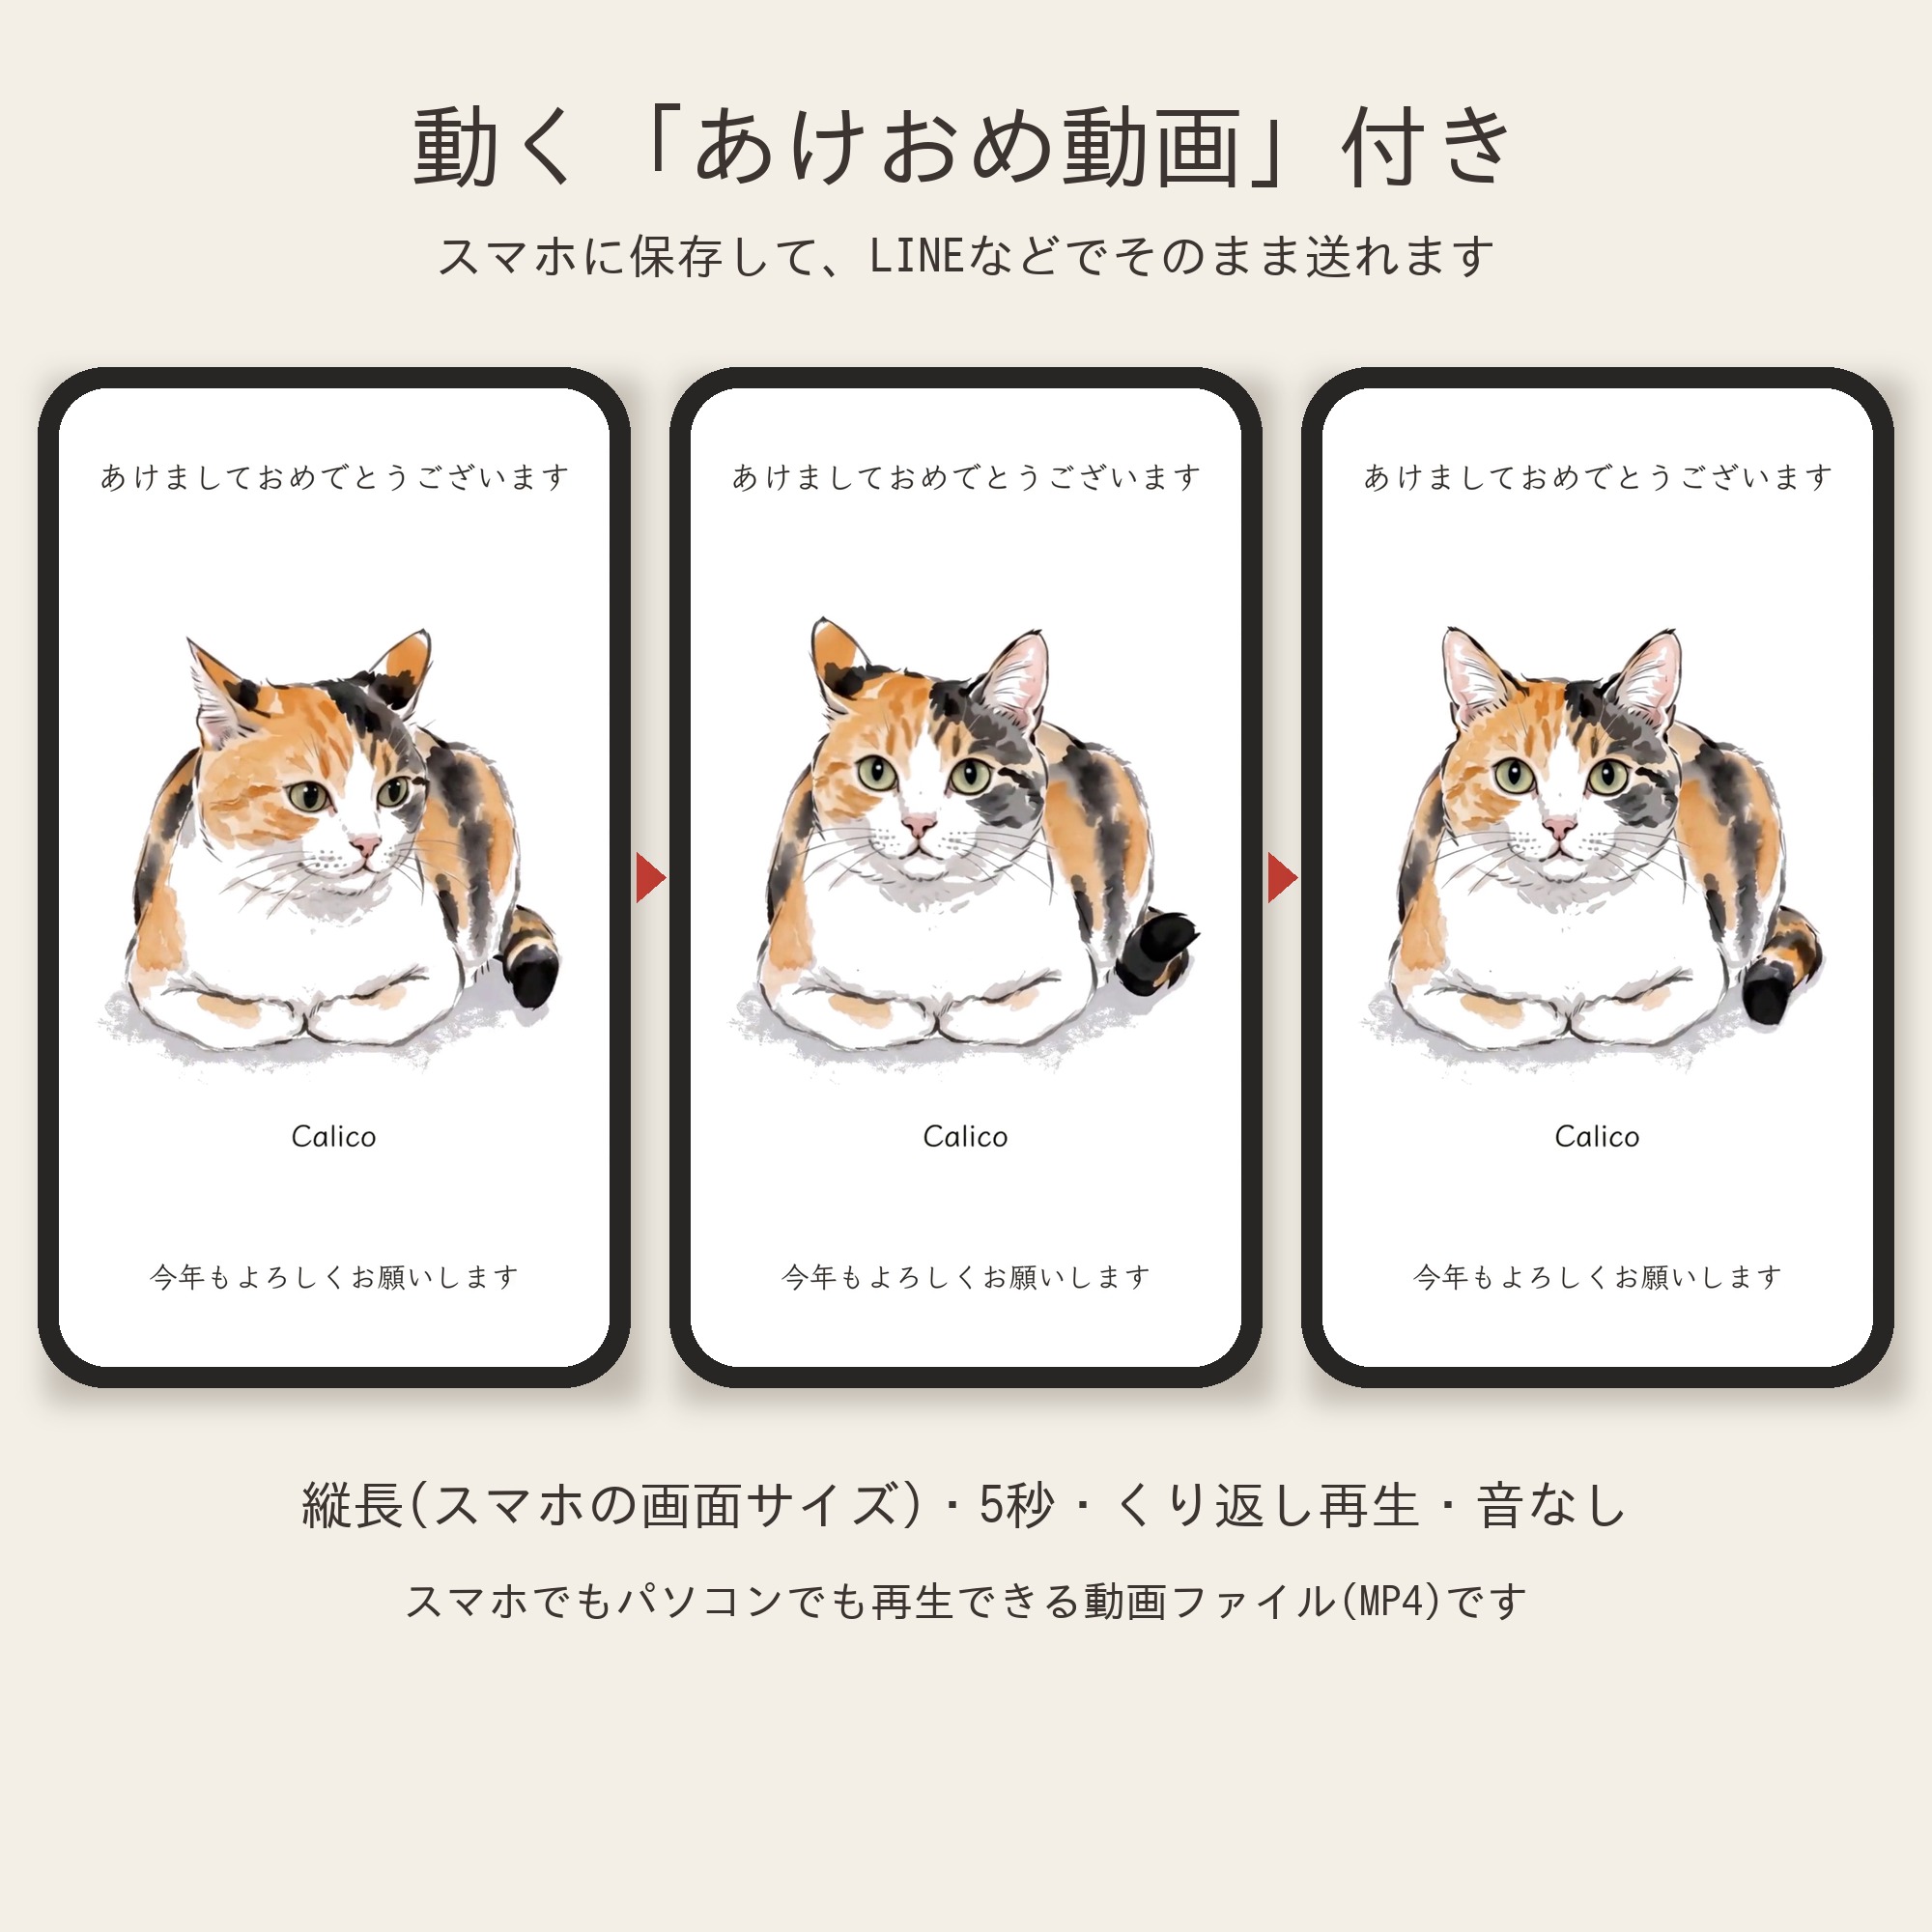 動く「あけおめ動画」付き
スマホに保存して、LINEなどでそのまま送れます
あけましておめでとうございます
Calico
今年もよろしくお願いします
あけましておめでとうございます
Calico
今年もよろしくお願いします
あけましておめでとうございます
Calico
今年もよろしくお願いします
縦長(スマホの画面サイズ)・5秒・くり返し再生・音なし
スマホでもパソコンでも再生できる動画ファイル(MP4)です